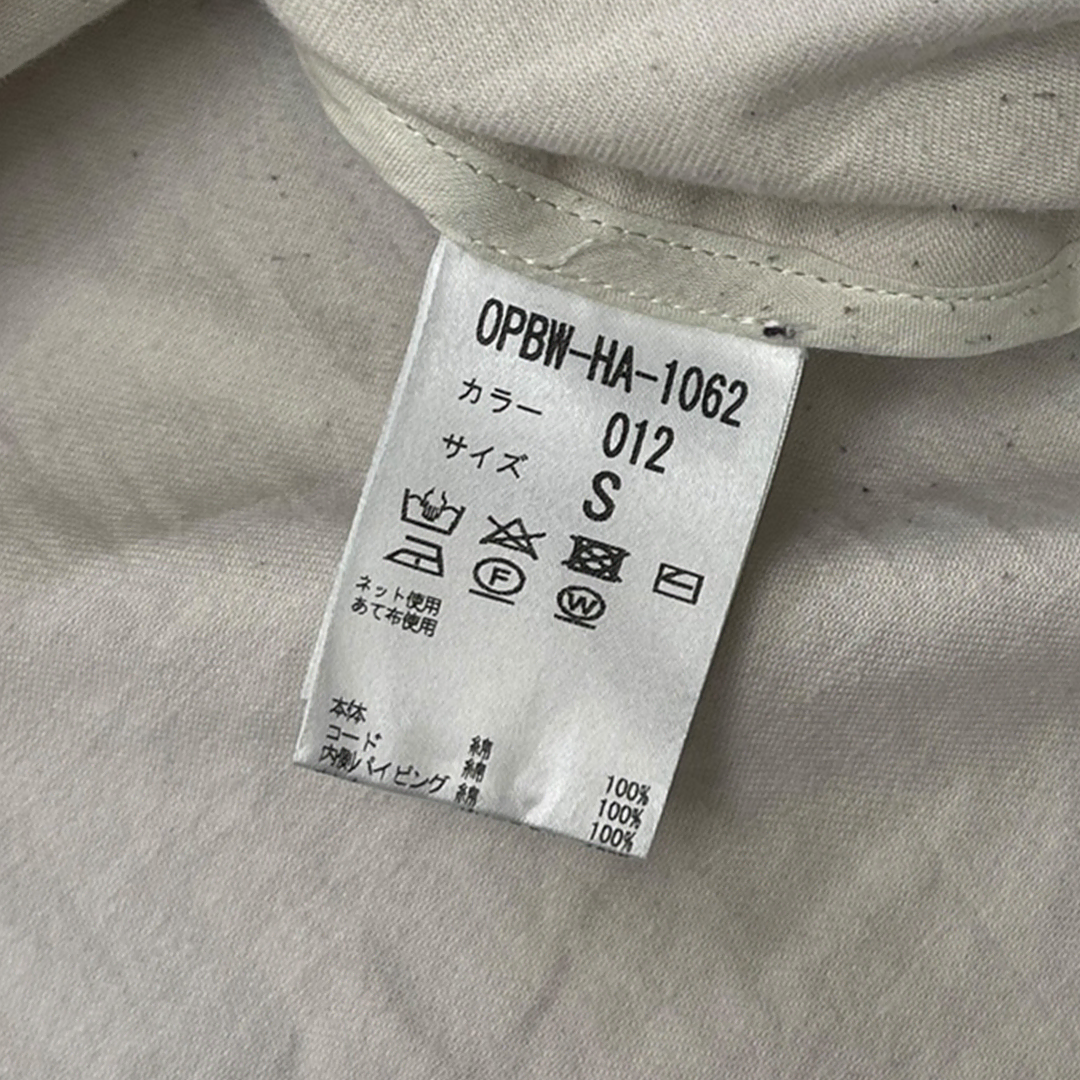 OPBW-HA-1062
カラー 012
サイズ S
F W
ネット使用
あて布使用
本体 綿 100%
コード 綿 100%
内側パイピング 綿 100%